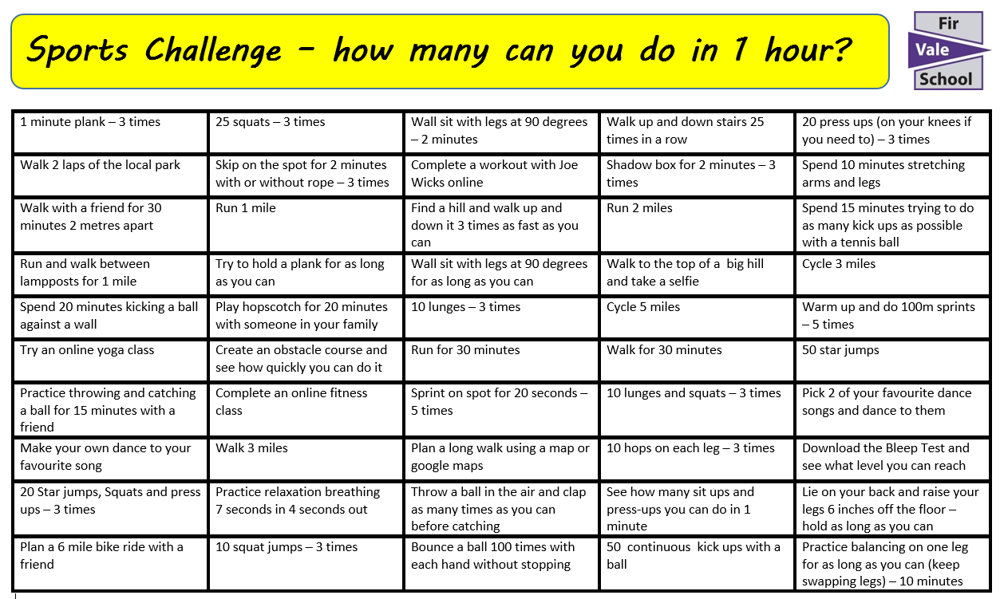 Sports Challenge – how many can you do in 1 hour?
Fir
Vale
School
1 minute plank – 3 times
25 squats – 3 times
Wall sit with legs at 90 degrees
– 2 minutes
Walk up and down stairs 25
times in a row
20 press ups (on your knees if
you need to) – 3 times
Walk 2 laps of the local park
Skip on the spot for 2 minutes
with or without rope – 3 times
Complete a workout with Joe
Wicks online
Shadow box for 2 minutes – 3
times
Spend 10 minutes stretching
arms and legs
Walk with a friend for 30
minutes 2 metres apart
Run 1 mile
Find a hill and walk up and
down it 3 times as fast as you
can
Run 2 miles
Spend 15 minutes trying to do
as many kick ups as possible
with a tennis ball
Run and walk between
lampposts for 1 mile
Try to hold a plank for as long
as you can
Wall sit with legs at 90 degrees
for as long as you can
Walk to the top of a  big hill
and take a selfie
Cycle 3 miles
Spend 20 minutes kicking a ball
against a wall
Play hopscotch for 20 minutes
with someone in your family
10 lunges – 3 times
Cycle 5 miles
Warm up and do 100m sprints
– 5 times
Try an online yoga class
Create an obstacle course and
see how quickly you can do it
Run for 30 minutes
Walk for 30 minutes
50 star jumps
Practice throwing and catching
a ball for 15 minutes with a
friend
Complete an online fitness
class
Sprint on spot for 20 seconds –
5 times
10 lunges and squats – 3 times
Pick 2 of your favourite dance
songs and dance to them
Make your own dance to your
favourite song
Walk 3 miles
Plan a long walk using a map or
google maps
10 hops on each leg – 3 times
Download the Bleep Test and
see what level you can reach
20 Star jumps, Squats and press
ups – 3 times
Practice relaxation breathing
7 seconds in 4 seconds out
Throw a ball in the air and clap
as many times as you can
before catching
See how many sit ups and
press-ups you can do in 1
minute
Lie on your back and raise your
legs 6 inches off the floor –
hold as long as you can
Plan a 6 mile bike ride with a
friend
10 squat jumps – 3 times
Bounce a ball 100 times with
each hand without stopping
50  continuous  kick ups with a
ball
Practice balancing on one leg
for as long as you can (keep
swapping legs) – 10 minutes